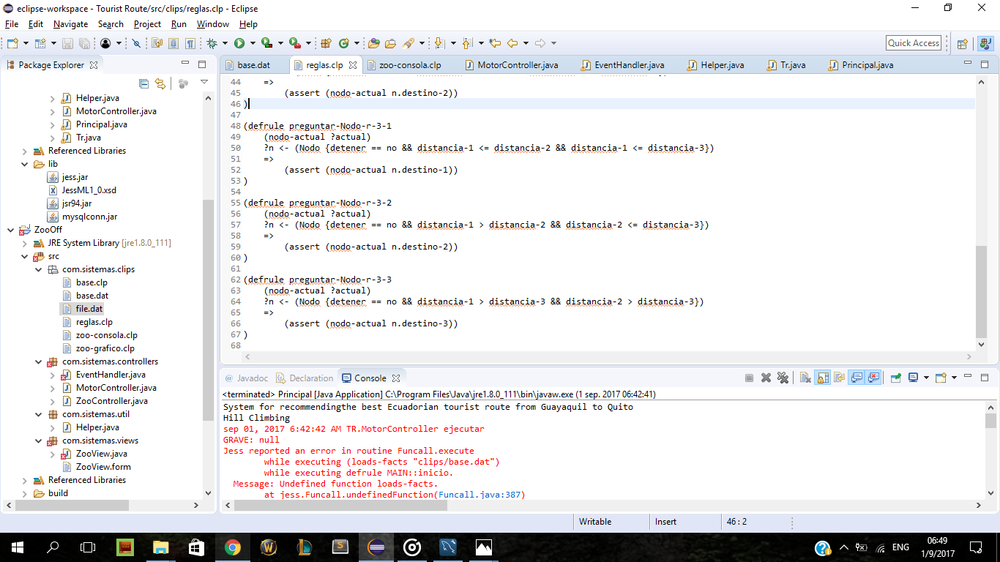 eclipse-workspace - Tourist Route/src/clips/reglas.clp - Eclipse
File Edit Navigate Search Project Run Window Help
Quick Access
Package Explorer
Helper.java
MotorController.java
Principal.java
Tr.java
Referenced Libraries
lib
jess.jar
JessML1_0.xsd
jsr94.jar
mysqlconn.jar
ZooOff
JRE System Library [jre1.8.0_111]
src
com.sistemas.clips
base.clp
base.dat
file.dat
reglas.clp
zoo-consola.clp
zoo-grafico.clp
com.sistemas.controllers
EventHandler.java
MotorController.java
ZooController.java
com.sistemas.util
Helper.java
com.sistemas.views
ZooView.java
ZooView.form
Referenced Libraries
build
base.dat reglas.clp zoo-consola.clp MotorController.java EventHandler.java Helper.java Tr.java Principal.java
44 =>
45 (assert (nodo-actual n.destino-2))
46 )
47
48 (defrule preguntar-Nodo-r-3-1
49 (nodo-actual ?actual)
50 ?n <- (Nodo {detener == no && distancia-1 <= distancia-2 && distancia-1 <= distancia-3})
51 =>
52 (assert (nodo-actual n.destino-1))
53 )
54
55 (defrule preguntar-Nodo-r-3-2
56 (nodo-actual ?actual)
57 ?n <- (Nodo {detener == no && distancia-1 > distancia-2 && distancia-2 <= distancia-3})
58 =>
59 (assert (nodo-actual n.destino-2))
60 )
61
62 (defrule preguntar-Nodo-r-3-3
63 (nodo-actual ?actual)
64 ?n <- (Nodo {detener == no && distancia-1 > distancia-3 && distancia-2 > distancia-3})
65 =>
66 (assert (nodo-actual n.destino-3))
67 )
68
@ Javadoc Declaration Console
<terminated> Principal [Java Application] C:\Program Files\Java\jre1.8.0_111\bin\javaw.exe (1 sep. 2017 06:42:41)
System for recommendingthe best Ecuadorian tourist route from Guayaquil to Quito
Hill Climbing
sep 01, 2017 6:42:42 AM TR.MotorController ejecutar
GRAVE: null
Jess reported an error in routine Funcall.execute
while executing (loads-facts "clips/base.dat")
while executing defrule MAIN::inicio.
Message: Undefined function loads-facts.
at jess.Funcall.undefinedFunction(Funcall.java:387)
Writable Insert 46 : 2
ENG
06:49
1/9/2017